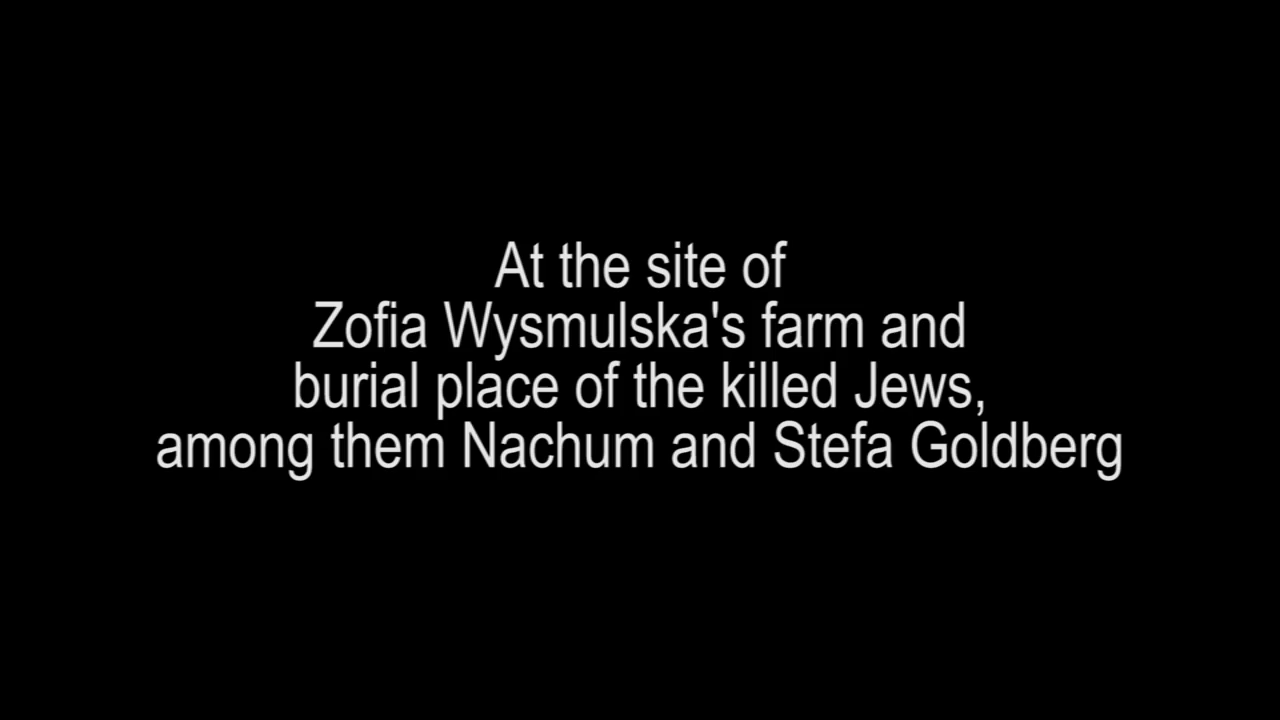 At the site of
Zofia Wysmulska's farm and
burial place of the killed Jews,
among them Nachum and Stefa Goldberg